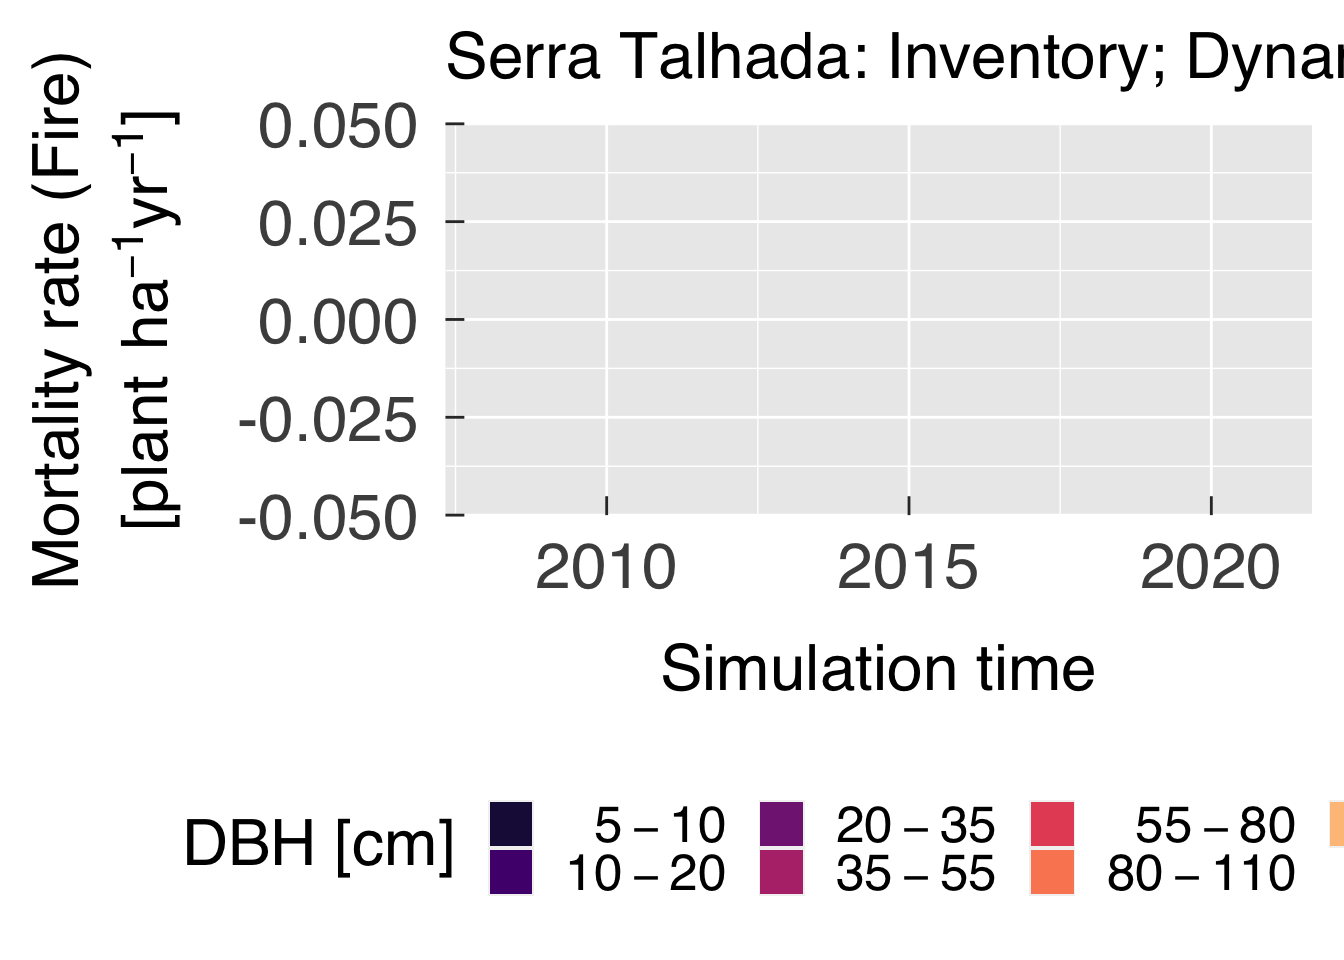 Serra Talhada: Inventory; Dynar
Mortality rate (Fire)
[plant ha⁻¹yr⁻¹]
0.050
0.025
0.000
-0.025
-0.050
2010 2015 2020
Simulation time
DBH [cm]
5 – 10 20 – 35 55 – 80
10 – 20 35 – 55 80 – 110